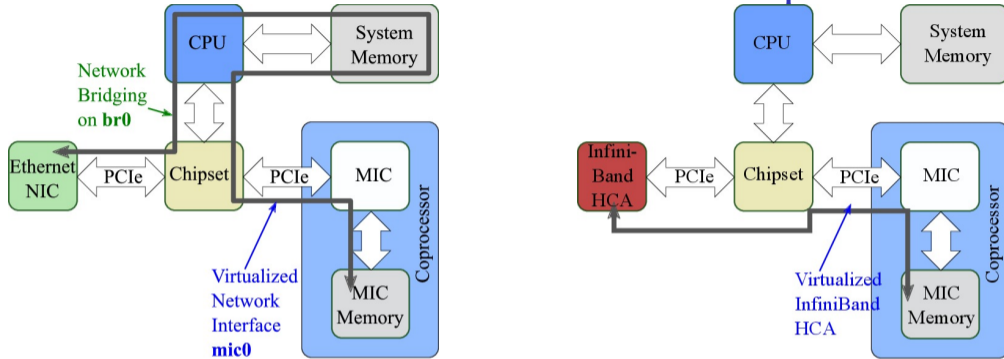 CPU
System
Memory
Network
Bridging
on br0
Ethernet
NIC
PCIe
Chipset
PCIe
MIC
Coprocessor
Virtualized
Network
Interface
mic0
MIC
Memory
CPU
System
Memory
Infini-
Band
HCA
PCIe
Chipset
PCIe
MIC
Coprocessor
Virtualized
InfiniBand
HCA
MIC
Memory